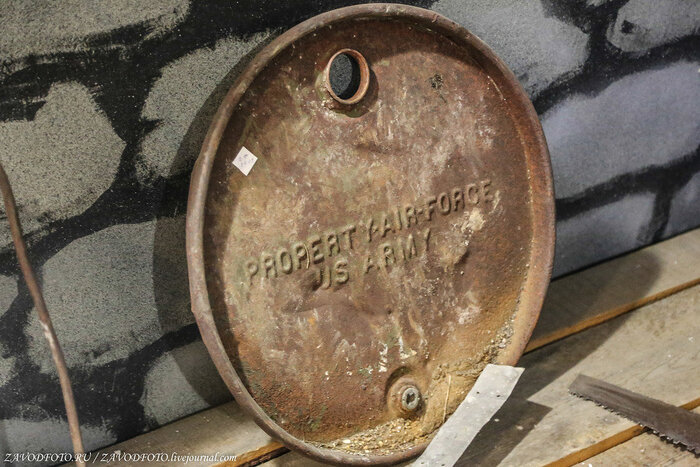 PROPERTY-AIR-FORCE
US ARMY
© ZAVODFOTO.RU / ZAVODFOTO.livejournal.com